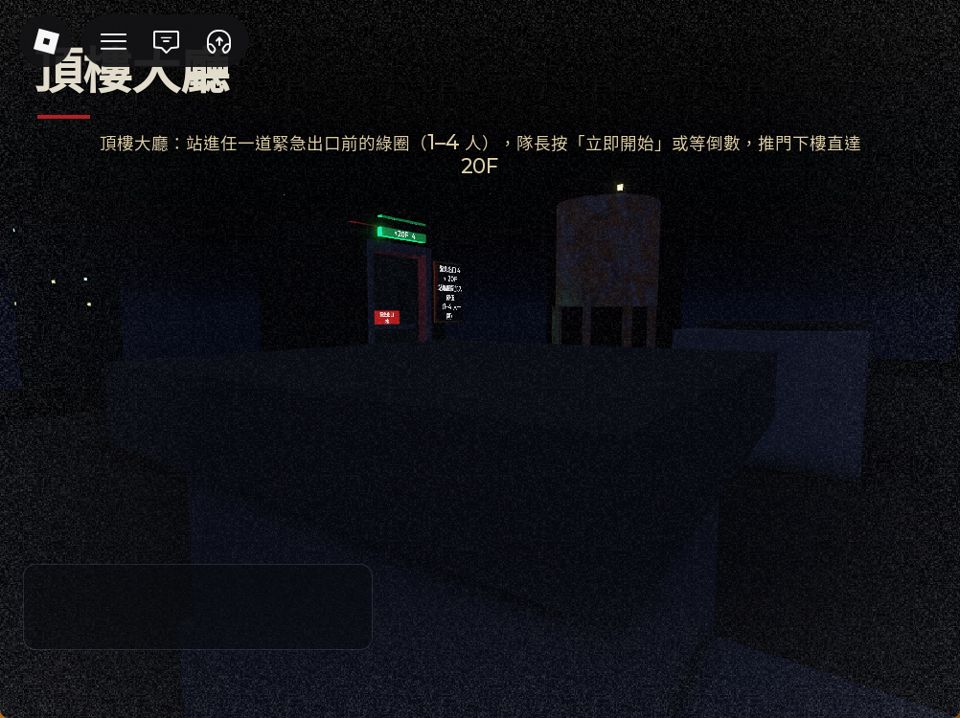 頂樓大廳
頂樓大廳：站進任一道緊急出口前的綠圈（1–4 人），隊長按「立即開始」或等倒數，推門下樓直達
20F